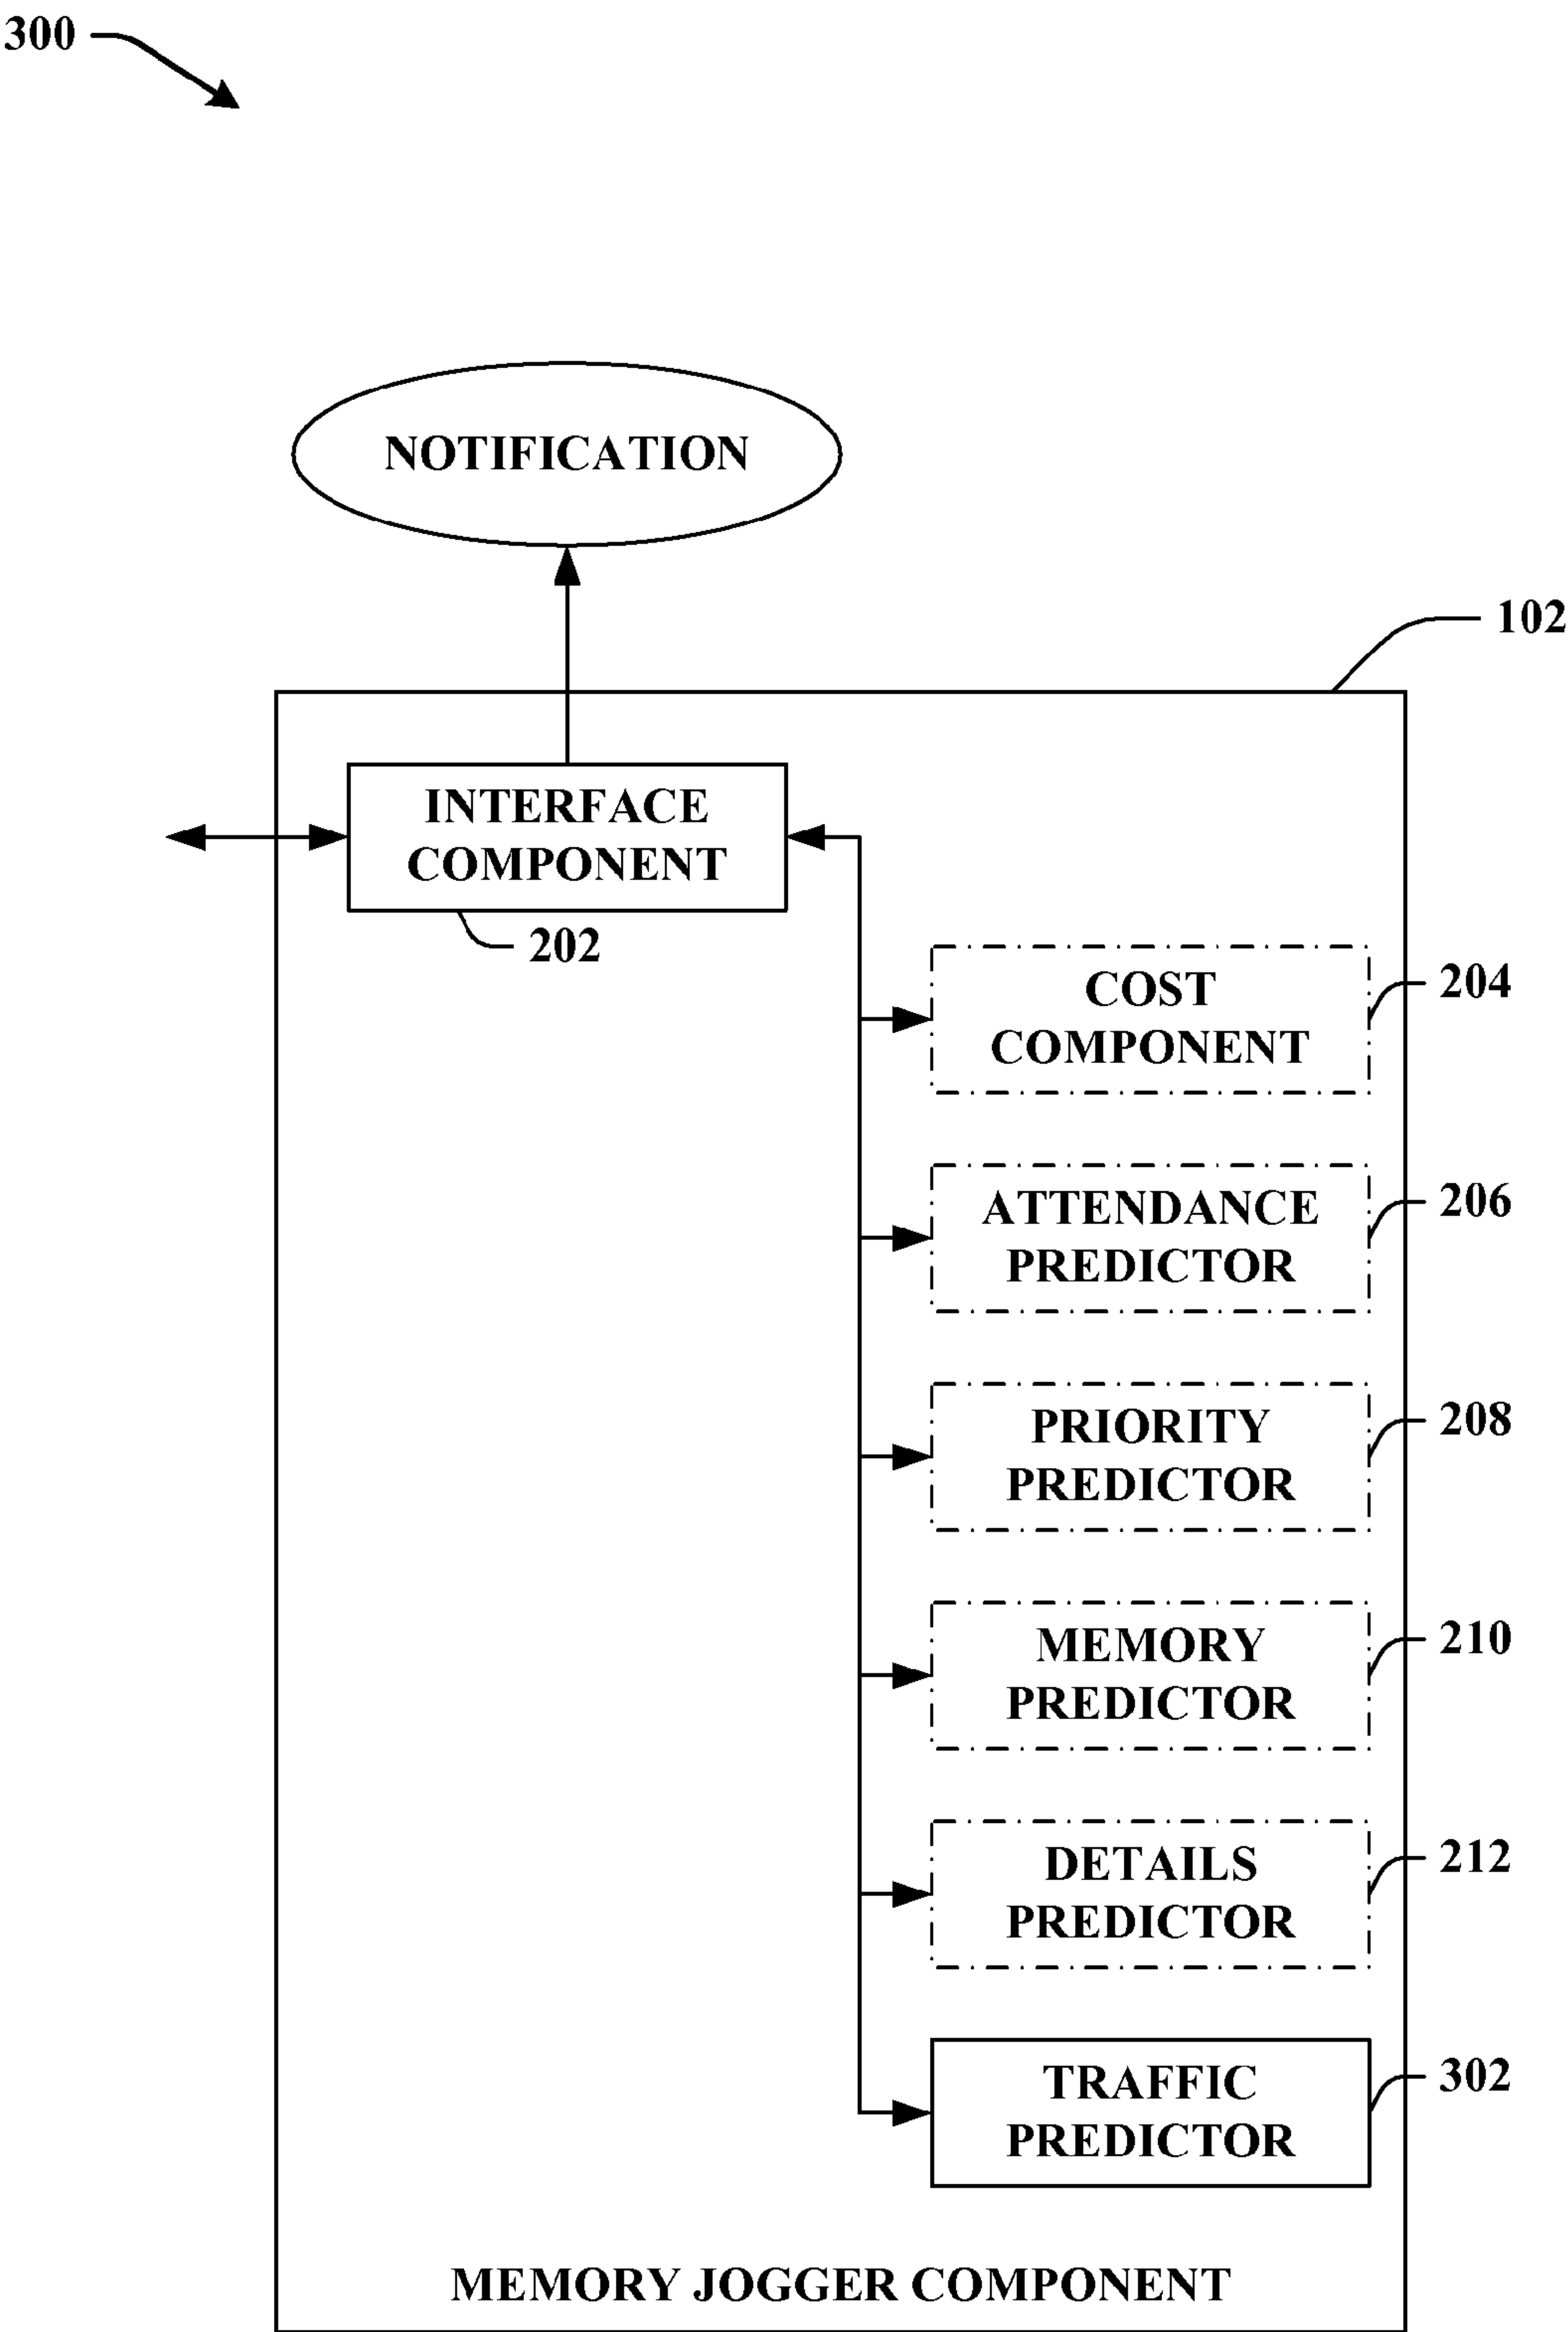 300
NOTIFICATION
102
INTERFACE
COMPONENT
202
COST
COMPONENT
204
ATTENDANCE
PREDICTOR
206
PRIORITY
PREDICTOR
208
MEMORY
PREDICTOR
210
DETAILS
PREDICTOR
212
TRAFFIC
PREDICTOR
302
MEMORY JOGGER COMPONENT